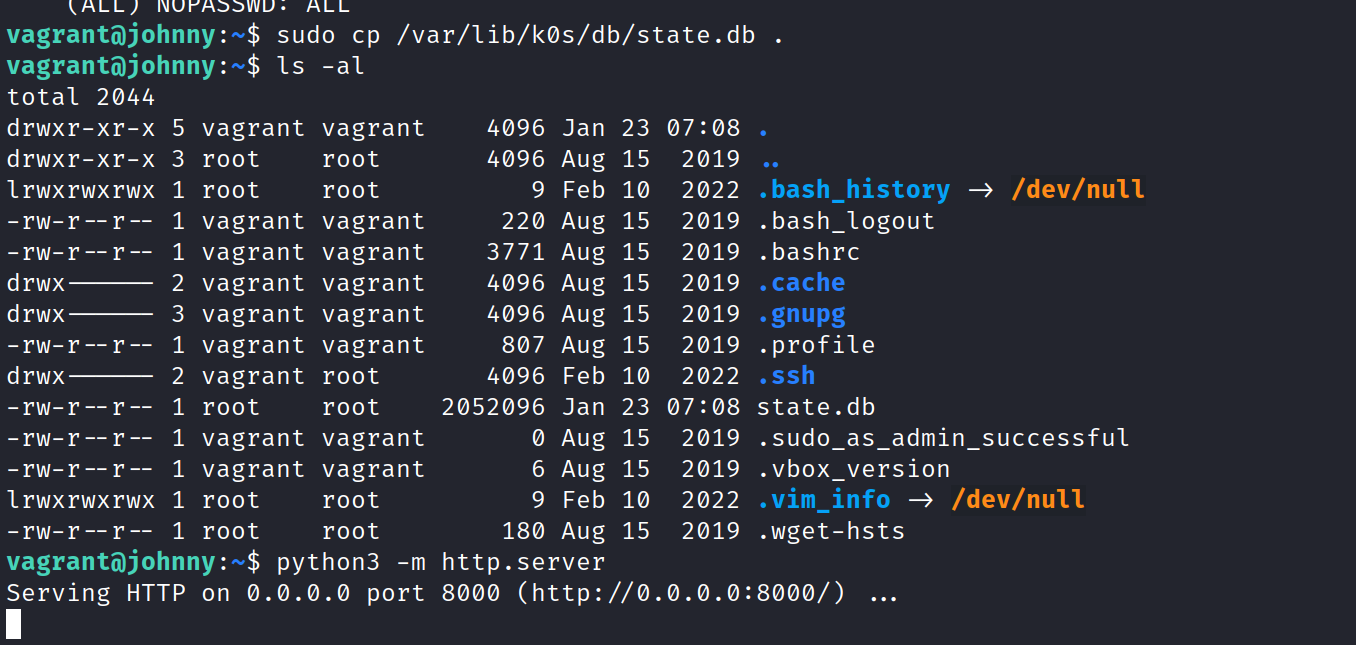 (ALL) NOPASSWD: ALL
vagrant@johnny:~$ sudo cp /var/lib/k0s/db/state.db .
vagrant@johnny:~$ ls -al
total 2044
drwxr-xr-x 5 vagrant vagrant    4096 Jan 23 07:08 .
drwxr-xr-x 3 root    root       4096 Aug 15  2019 ..
lrwxrwxrwx 1 root    root          9 Feb 10  2022 .bash_history -> /dev/null
-rw-r--r-- 1 vagrant vagrant     220 Aug 15  2019 .bash_logout
-rw-r--r-- 1 vagrant vagrant    3771 Aug 15  2019 .bashrc
drwx------ 2 vagrant vagrant    4096 Aug 15  2019 .cache
drwx------ 3 vagrant vagrant    4096 Aug 15  2019 .gnupg
-rw-r--r-- 1 vagrant vagrant     807 Aug 15  2019 .profile
drwx------ 2 vagrant root       4096 Feb 10  2022 .ssh
-rw-r--r-- 1 root    root    2052096 Jan 23 07:08 state.db
-rw-r--r-- 1 vagrant vagrant       0 Aug 15  2019 .sudo_as_admin_successful
-rw-r--r-- 1 vagrant vagrant       6 Aug 15  2019 .vbox_version
lrwxrwxrwx 1 root    root          9 Feb 10  2022 .vim_info -> /dev/null
-rw-r--r-- 1 root    root        180 Aug 15  2019 .wget-hsts
vagrant@johnny:~$ python3 -m http.server
Serving HTTP on 0.0.0.0 port 8000 (http://0.0.0.0:8000/) ...